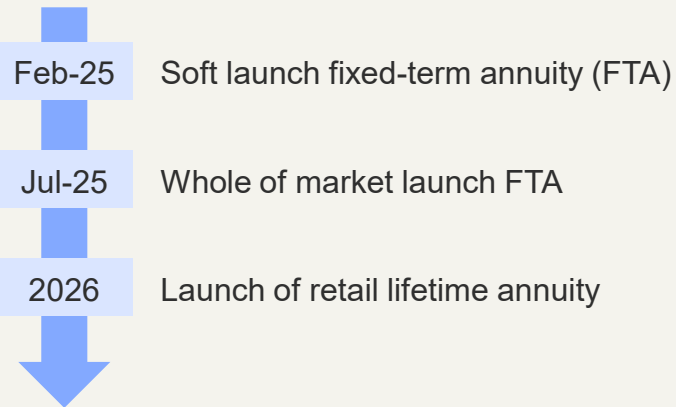 Feb-25 Soft launch fixed-term annuity (FTA)
Jul-25 Whole of market launch FTA
2026 Launch of retail lifetime annuity